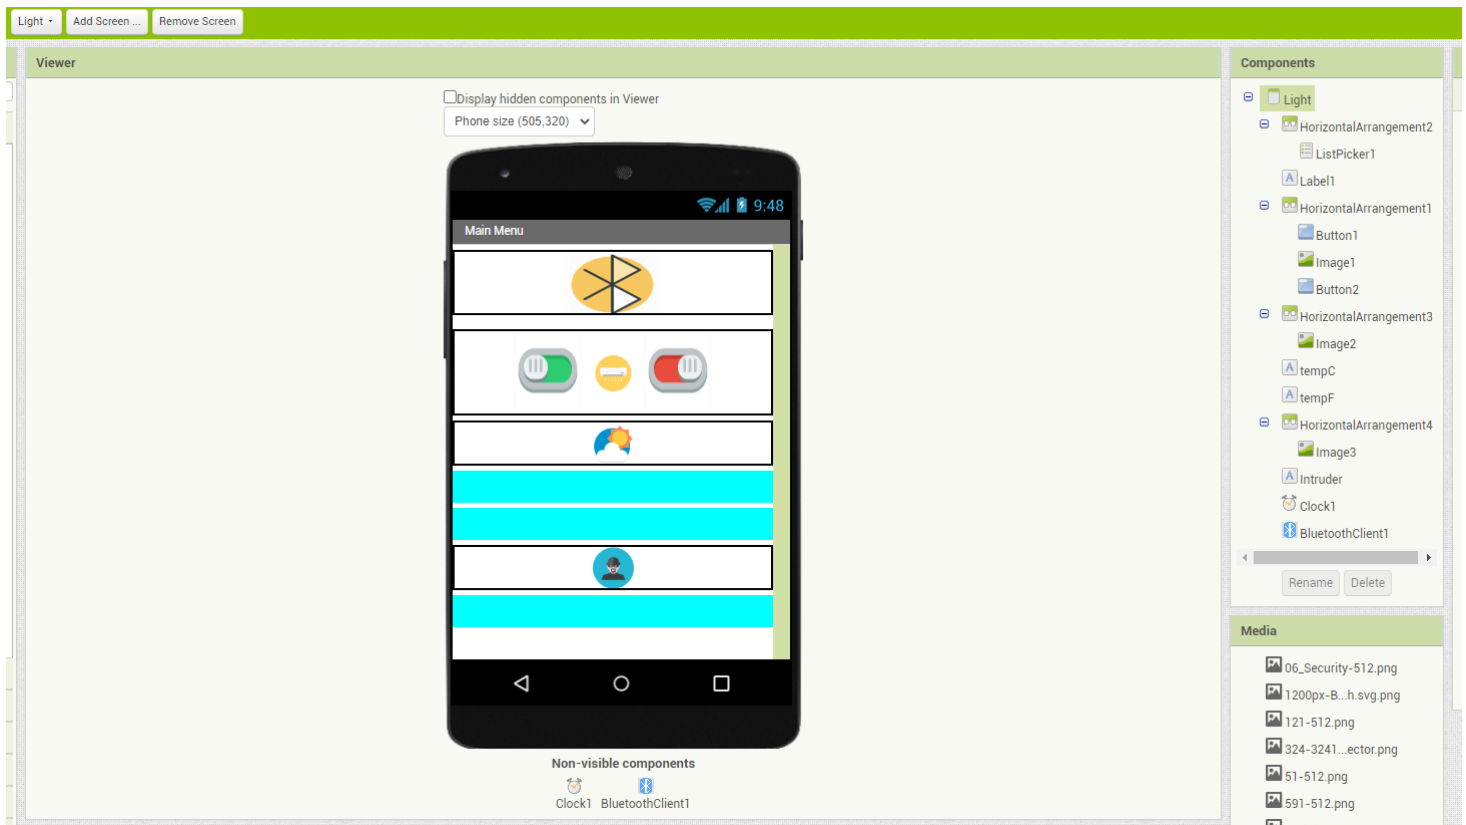 Light
Add Screen ...
Remove Screen
Viewer
Display hidden components in Viewer
Phone size (505,320)
9:48
Main Menu
Non-visible components
Clock1 BluetoothClient1
Components
Light
HorizontalArrangement2
ListPicker1
A Label1
HorizontalArrangement1
Button1
Image1
Button2
HorizontalArrangement3
Image2
A tempC
A tempF
HorizontalArrangement4
Image3
A Intruder
Clock1
BluetoothClient1
Rename Delete
Media
06_Security-512.png
1200px-B...h.svg.png
121-512.png
324-3241...ector.png
51-512.png
591-512.png